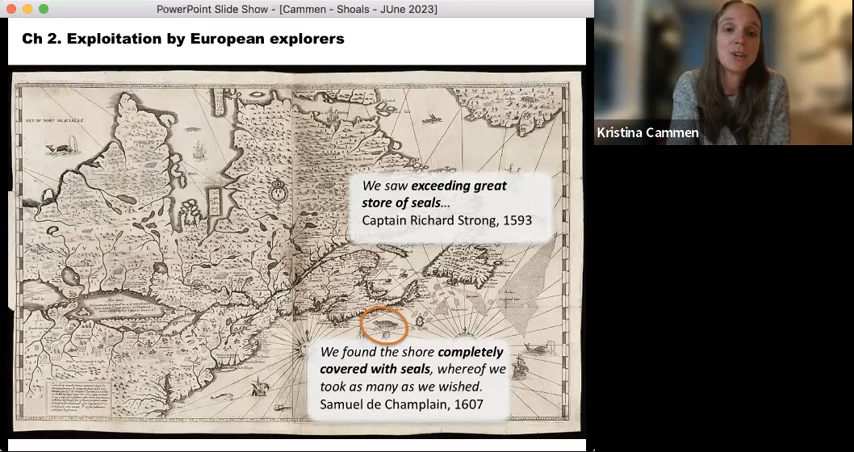 PowerPoint Slide Show - [Cammen - Shoals - JUne 2023]
Ch 2. Exploitation by European explorers
We saw exceeding great
store of seals...
Captain Richard Strong, 1593
We found the shore completely
covered with seals, whereof we
took as many as we wished.
Samuel de Champlain, 1607
Kristina Cammen